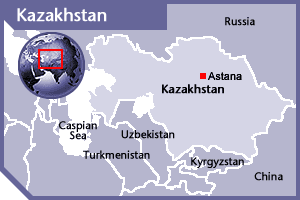 Kazakhstan
Russia
Astana
Kazakhstan
Caspian
Sea
Uzbekistan
Turkmenistan
Kyrgyzstan
China